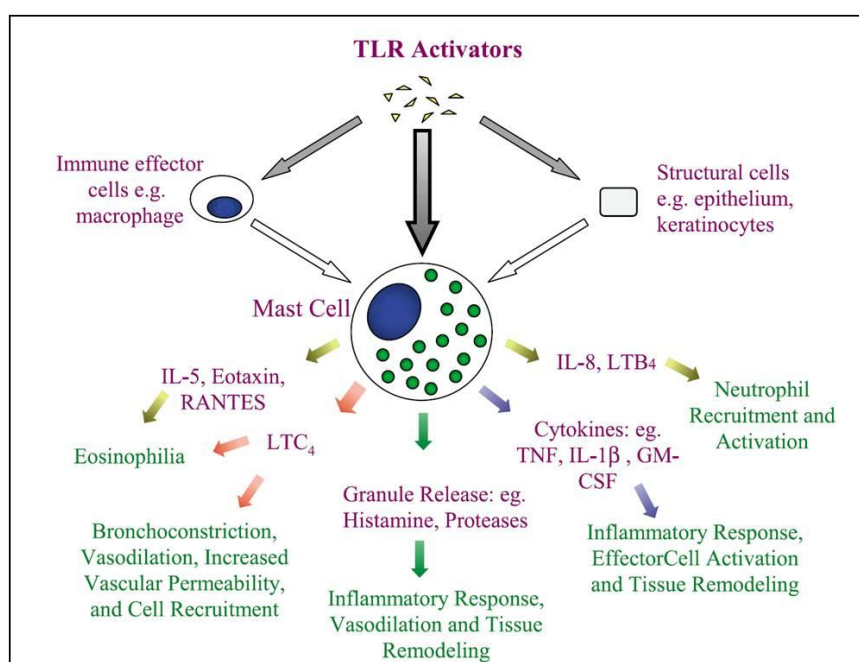 TLR Activators
Immune effector
cells e.g.
macrophage
Structural cells
e.g. epithelium,
keratinocytes
Mast Cell
IL-5, Eotaxin,
RANTES
IL-8, LTB₄
Neutrophil
Recruitment and
Activation
Eosinophilia
LTC₄
Cytokines: eg.
TNF, IL-1β , GM-
CSF
Granule Release: eg.
Histamine, Proteases
Bronchoconstriction,
Vasodilation, Increased
Vascular Permeability,
and Cell Recruitment
Inflammatory Response,
EffectorCell Activation
and Tissue Remodeling
Inflammatory Response,
Vasodilation and Tissue
Remodeling